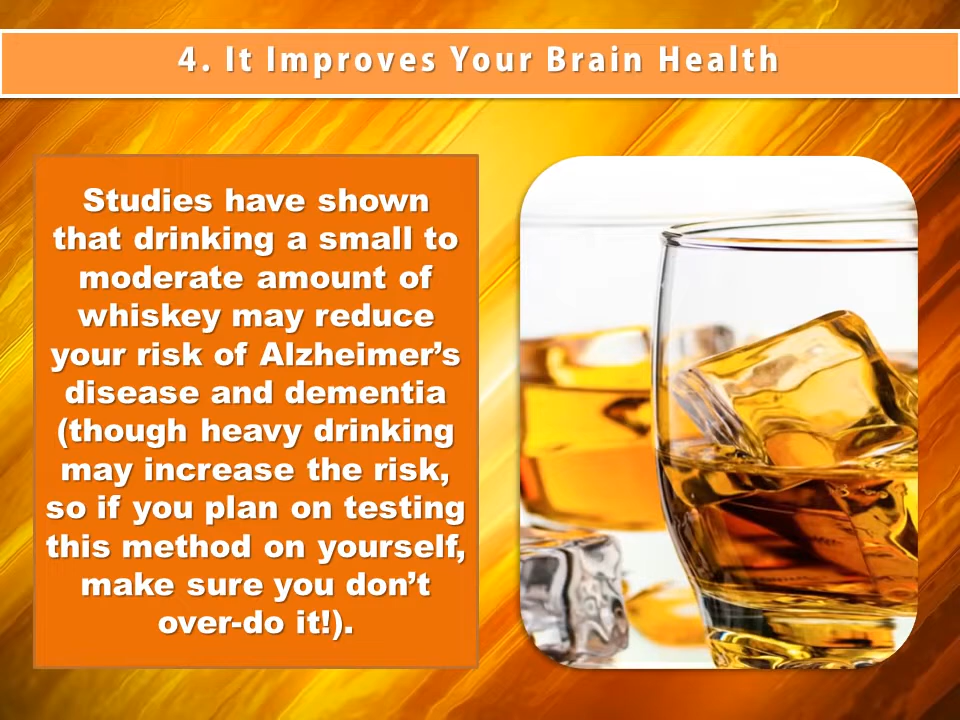 4. It Improves Your Brain Health
Studies have shown
that drinking a small to
moderate amount of
whiskey may reduce
your risk of Alzheimer’s
disease and dementia
(though heavy drinking
may increase the risk,
so if you plan on testing
this method on yourself,
make sure you don’t
over-do it!).